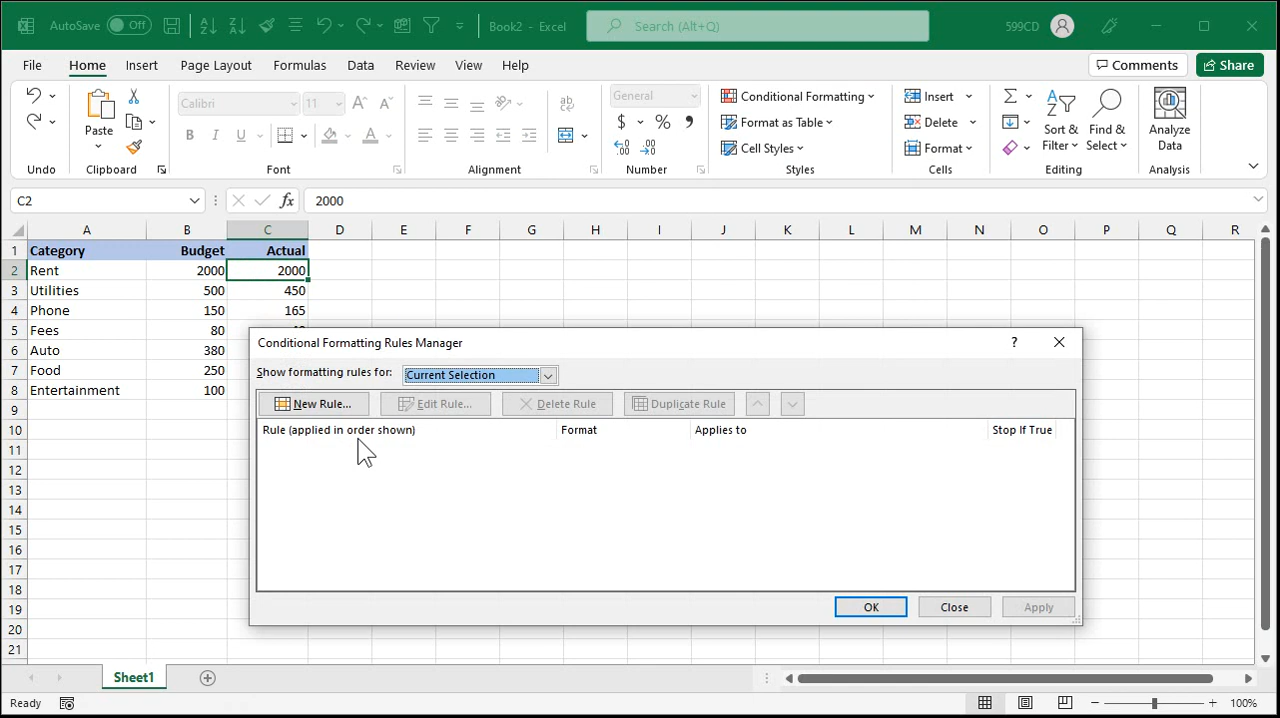 AutoSave Off Book2 - Excel Search (Alt+Q) 599CD
File Home Insert Page Layout Formulas Data Review View Help Comments Share
Paste
Calibri 11
B I U A
ab
General
$ % 9
Conditional Formatting
Format as Table
Cell Styles
Insert
Delete
Format
Sort & Filter
Find & Select
Analyze Data
Undo Clipboard Font Alignment Number Styles Cells Editing Analysis
C2 fx 2000
A B C D E F G H I J K L M N O P Q R
1 Category Budget Actual
2 Rent 2000 2000
3 Utilities 500 450
4 Phone 150 165
5 Fees 80
6 Auto 380
7 Food 250
8 Entertainment 100
9
10
11
12
13
14
15
16
17
18
19
20
21
Conditional Formatting Rules Manager ?
Show formatting rules for: Current Selection
New Rule... Edit Rule... Delete Rule Duplicate Rule
Rule (applied in order shown) Format Applies to Stop If True
OK Close Apply
Sheet1
Ready 100%